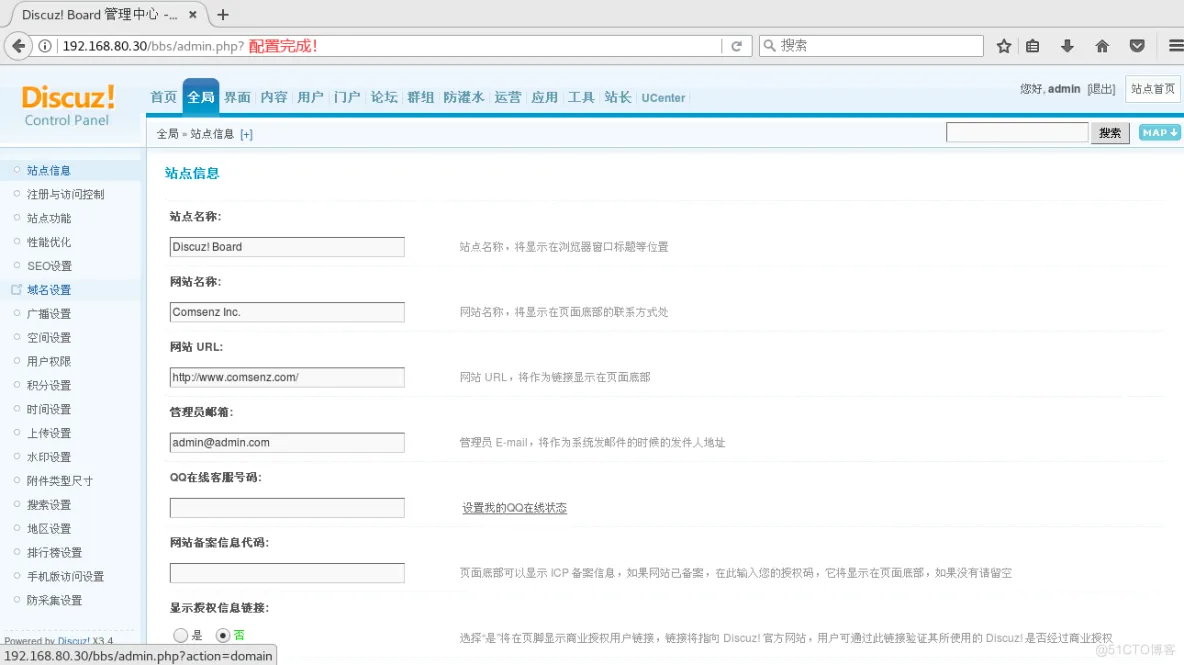 Discuz! Board 管理中心 -...
192.168.80.30/bbs/admin.php? 配置完成!
搜索
Discuz!
Control Panel
首页 全局 界面 内容 用户 门户 论坛 群组 防灌水 运营 应用 工具 站长 UCenter
您好, admin [退出] 站点首页
全局 » 站点信息 [+]
搜索 MAP
站点信息
注册与访问控制
站点功能
性能优化
SEO设置
域名设置
广播设置
空间设置
用户权限
积分设置
时间设置
上传设置
水印设置
附件类型尺寸
搜索设置
地区设置
排行榜设置
手机版访问设置
防采集设置
Powered by Discuz! X3.4
站点信息
站点名称:
Discuz! Board 站点名称，将显示在浏览器窗口标题等位置
网站名称:
Comsenz Inc. 网站名称，将显示在页面底部的联系方式处
网站 URL:
http://www.comsenz.com/ 网站 URL，将作为链接显示在页面底部
管理员邮箱:
admin@admin.com 管理员 E-mail，将作为系统发邮件的时候的发件人地址
QQ在线客服号码:
设置我的QQ在线状态
网站备案信息代码:
页面底部可以显示 ICP 备案信息，如果网站已备案，在此输入您的授权码，它将显示在页面底部，如果没有请留空
显示授权信息链接:
是 否 选择“是”将在页脚显示商业授权用户链接，链接将指向 Discuz! 官方网站，用户可通过此链接验证其所使用的 Discuz! 是否经过商业授权
192.168.80.30/bbs/admin.php?action=domain
@51CTO博客